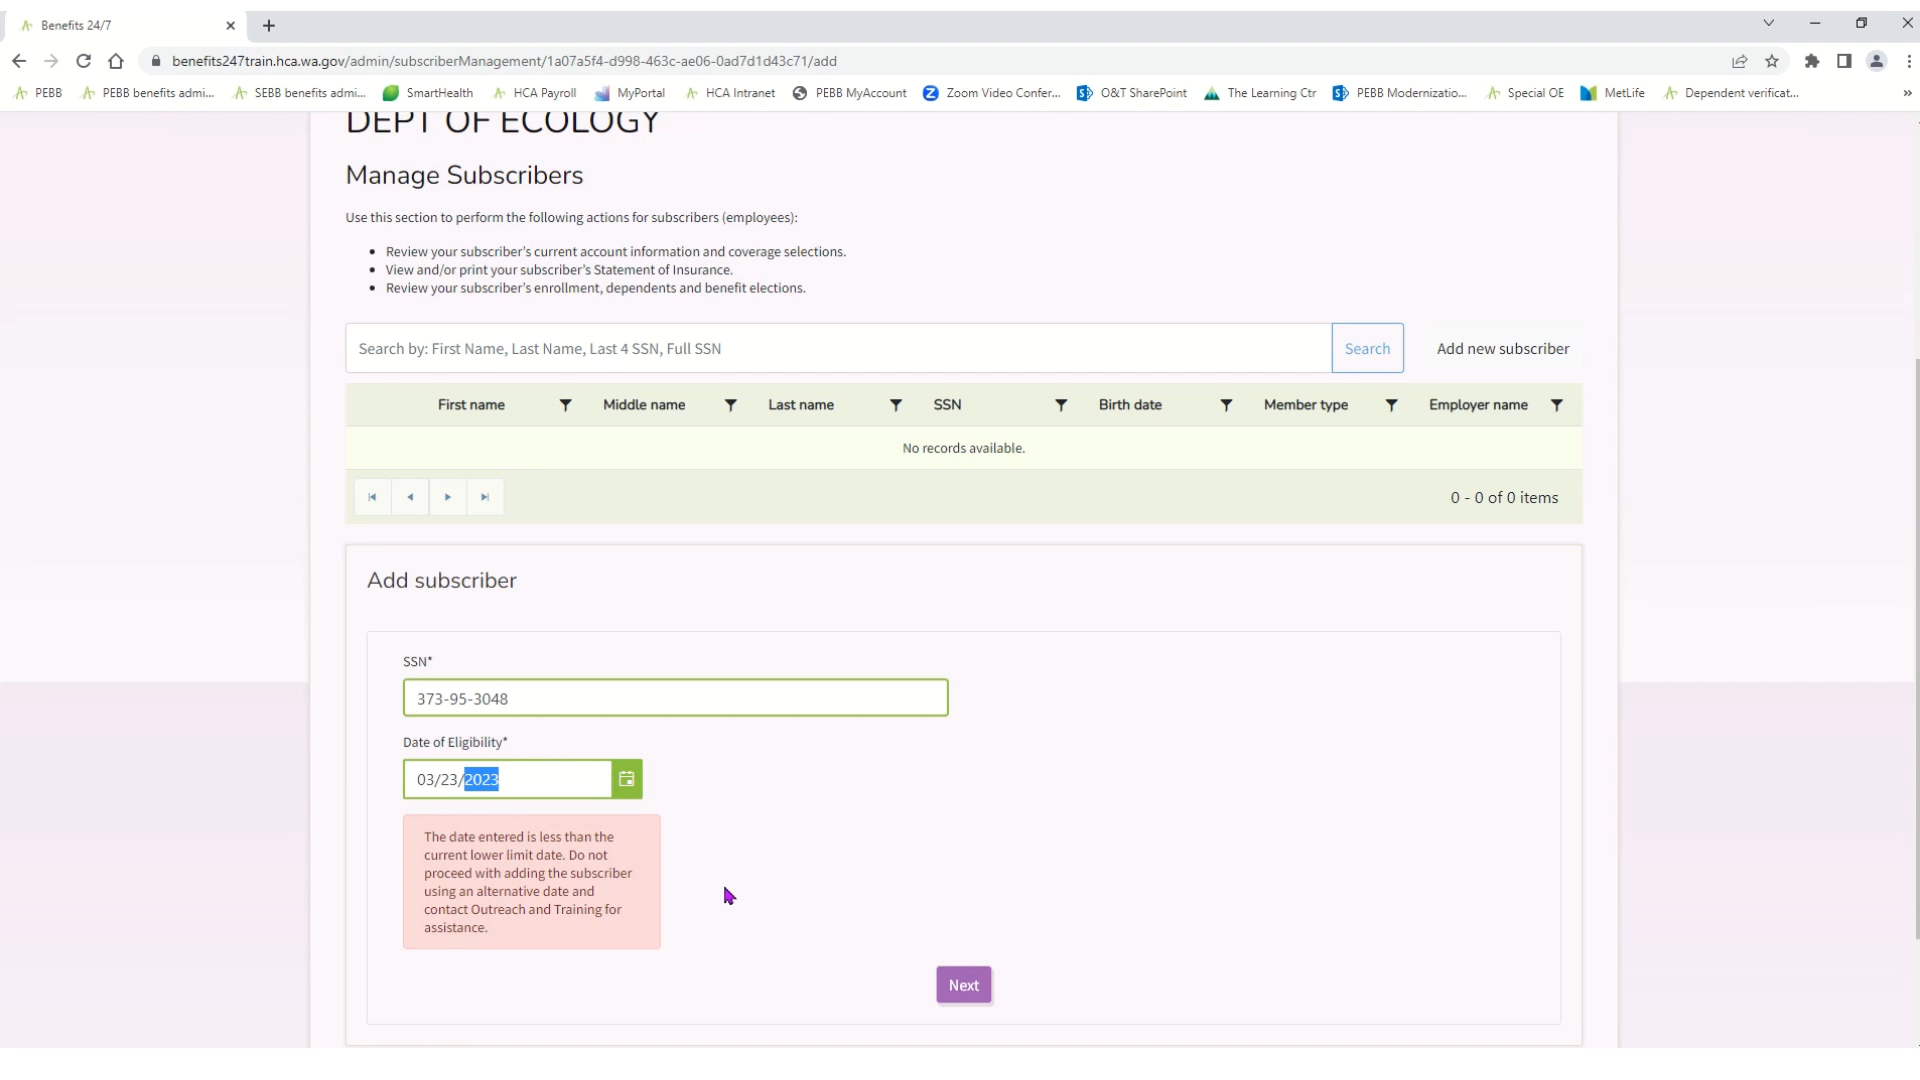 Benefits 24/7
benefits247train.hca.wa.gov/admin/subscriberManagement/1a07a5f4-d998-463c-ae06-0ad7d1d43c71/add
PEBB PEBB benefits admi... SEBB benefits admi... SmartHealth HCA Payroll MyPortal HCA Intranet PEBB MyAccount Zoom Video Confer... O&T SharePoint The Learning Ctr PEBB Modernizatio... Special OE MetLife Dependent verificat... »
DEPT OF ECOLOGY
Manage Subscribers
Use this section to perform the following actions for subscribers (employees):
• Review your subscriber's current account information and coverage selections.
• View and/or print your subscriber's Statement of Insurance.
• Review your subscriber's enrollment, dependents and benefit elections.
Search by: First Name, Last Name, Last 4 SSN, Full SSN Search Add new subscriber
First name Middle name Last name SSN Birth date Member type Employer name
No records available.
0 - 0 of 0 items
Add subscriber
SSN*
373-95-3048
Date of Eligibility*
03/23/2023
The date entered is less than the
current lower limit date. Do not
proceed with adding the subscriber
using an alternative date and
contact Outreach and Training for
assistance.
Next